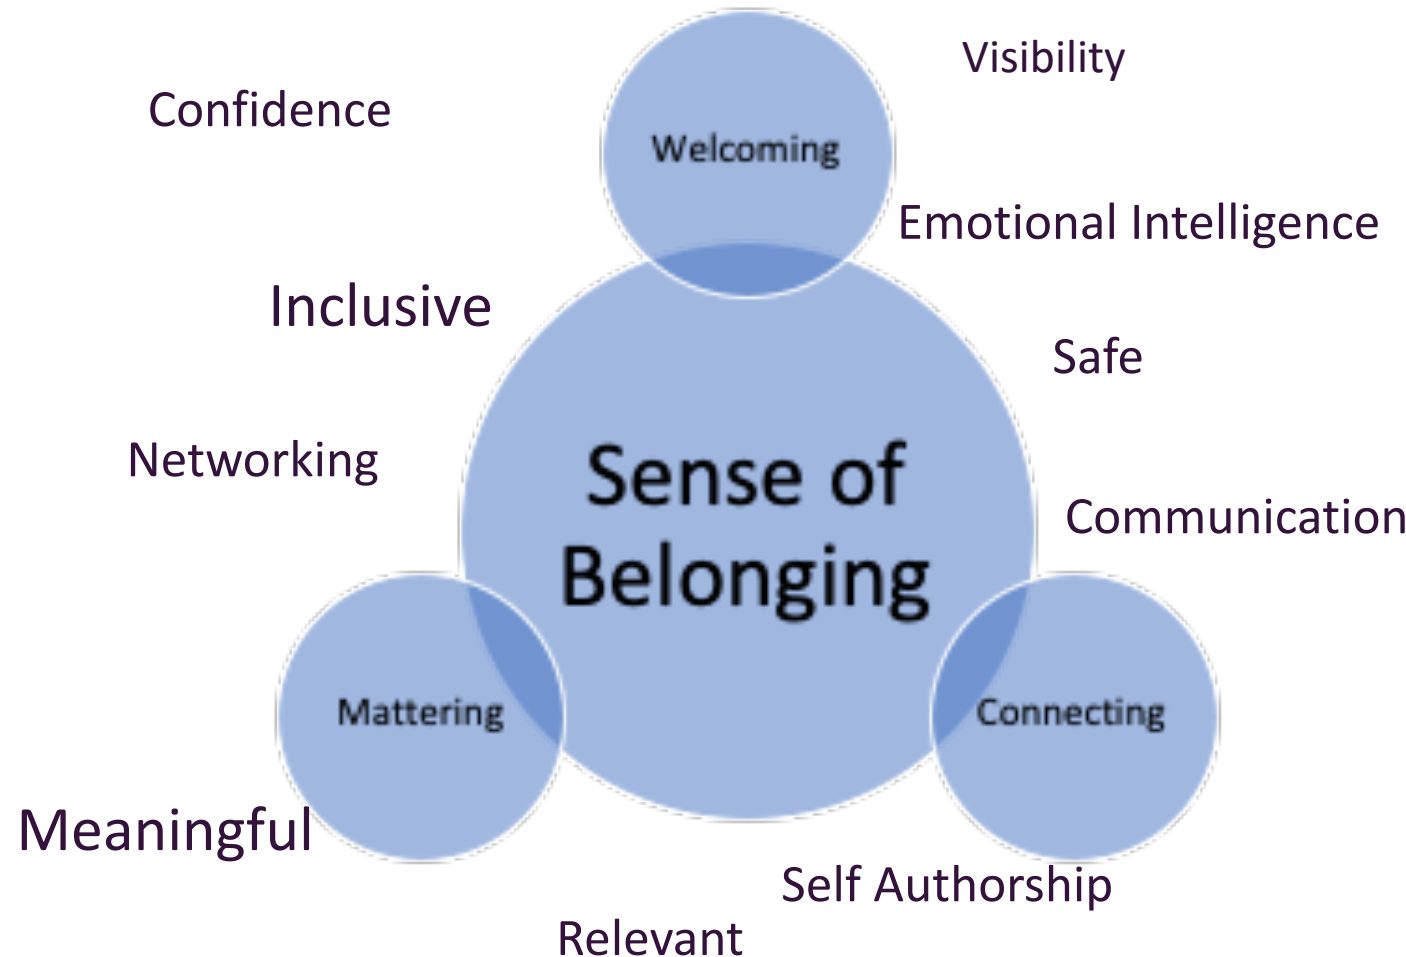 Visibility
Confidence
Welcoming
Emotional Intelligence
Inclusive
Safe
Networking
Sense of
Belonging
Communication
Mattering
Connecting
Meaningful
Self Authorship
Relevant